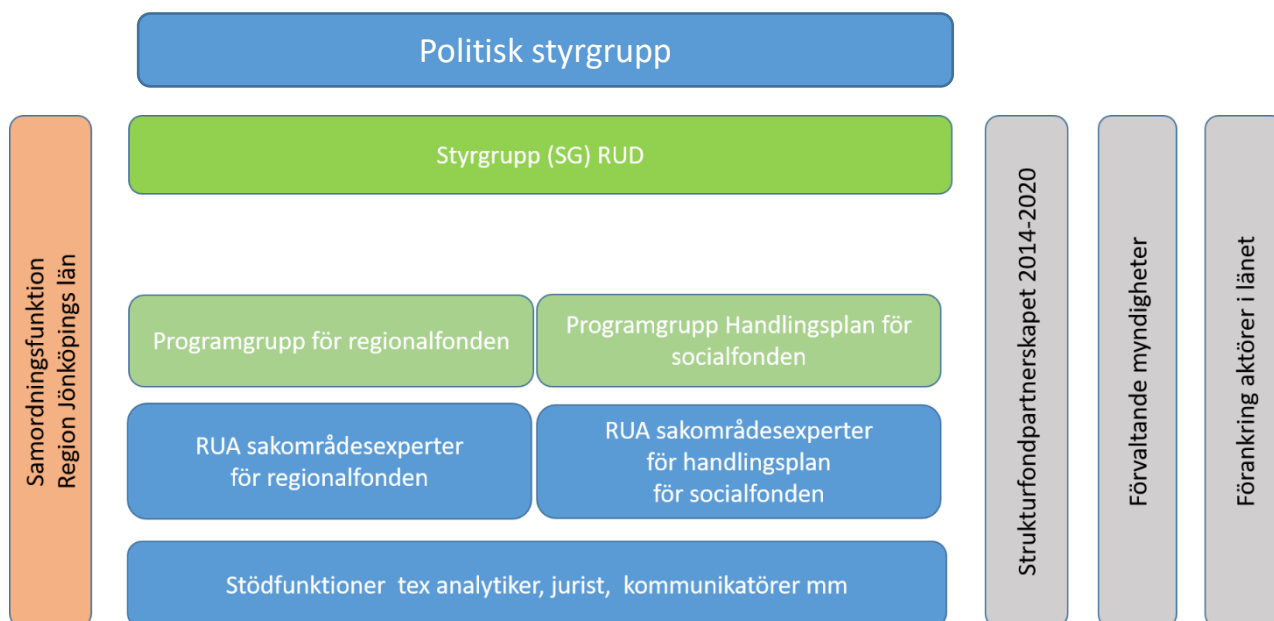 Politisk styrgrupp
Samordningsfunktion
Region Jönköpings län
Styrgrupp (SG) RUD
Programgrupp för regionalfonden
Programgrupp Handlingsplan för
socialfonden
RUA sakområdesexperter
för regionalfonden
RUA sakområdesexperter
för handlingsplan
för socialfonden
Stödfunktioner  tex analytiker, jurist,  kommunikatörer mm
Strukturfondpartnerskapet 2014-2020
Förvaltande myndigheter
Förankring aktörer i länet